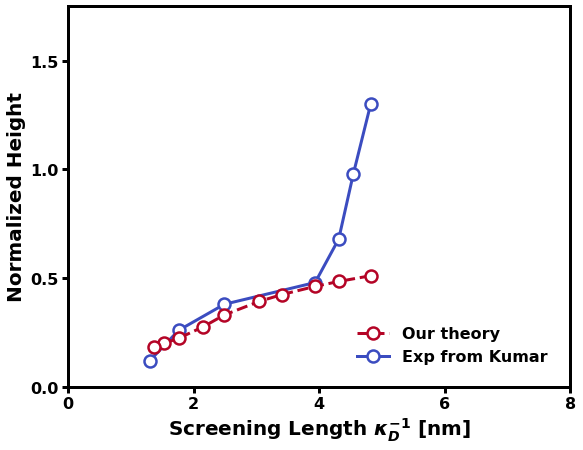 1.5
1.0
0.5
0.0
0 2 4 6 8
Normalized Height
Our theory
Exp from Kumar
Screening Length κ_D^{-1} [nm]